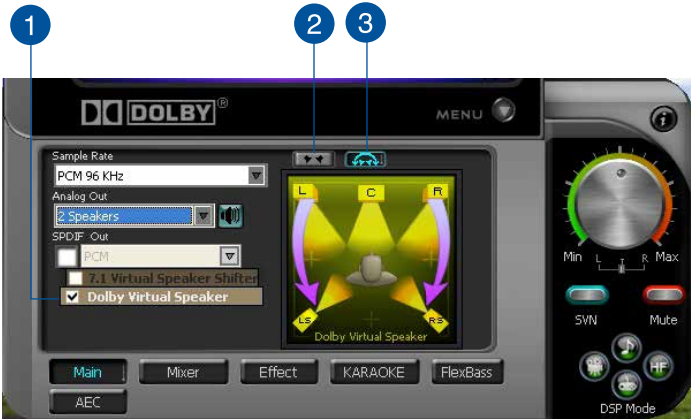 1
2
3
DOLBY®
MENU
i
Sample Rate
PCM 96 KHz
Analog Out
2 Speakers
SPDIF Out
PCM
7.1 Virtual Speaker Shifter
Dolby Virtual Speaker
L
C
R
LS
RS
Dolby Virtual Speaker
Min
L
R
Max
SVN
Mute
HF
DSP Mode
Main
Mixer
Effect
KARAOKE
FlexBass
AEC